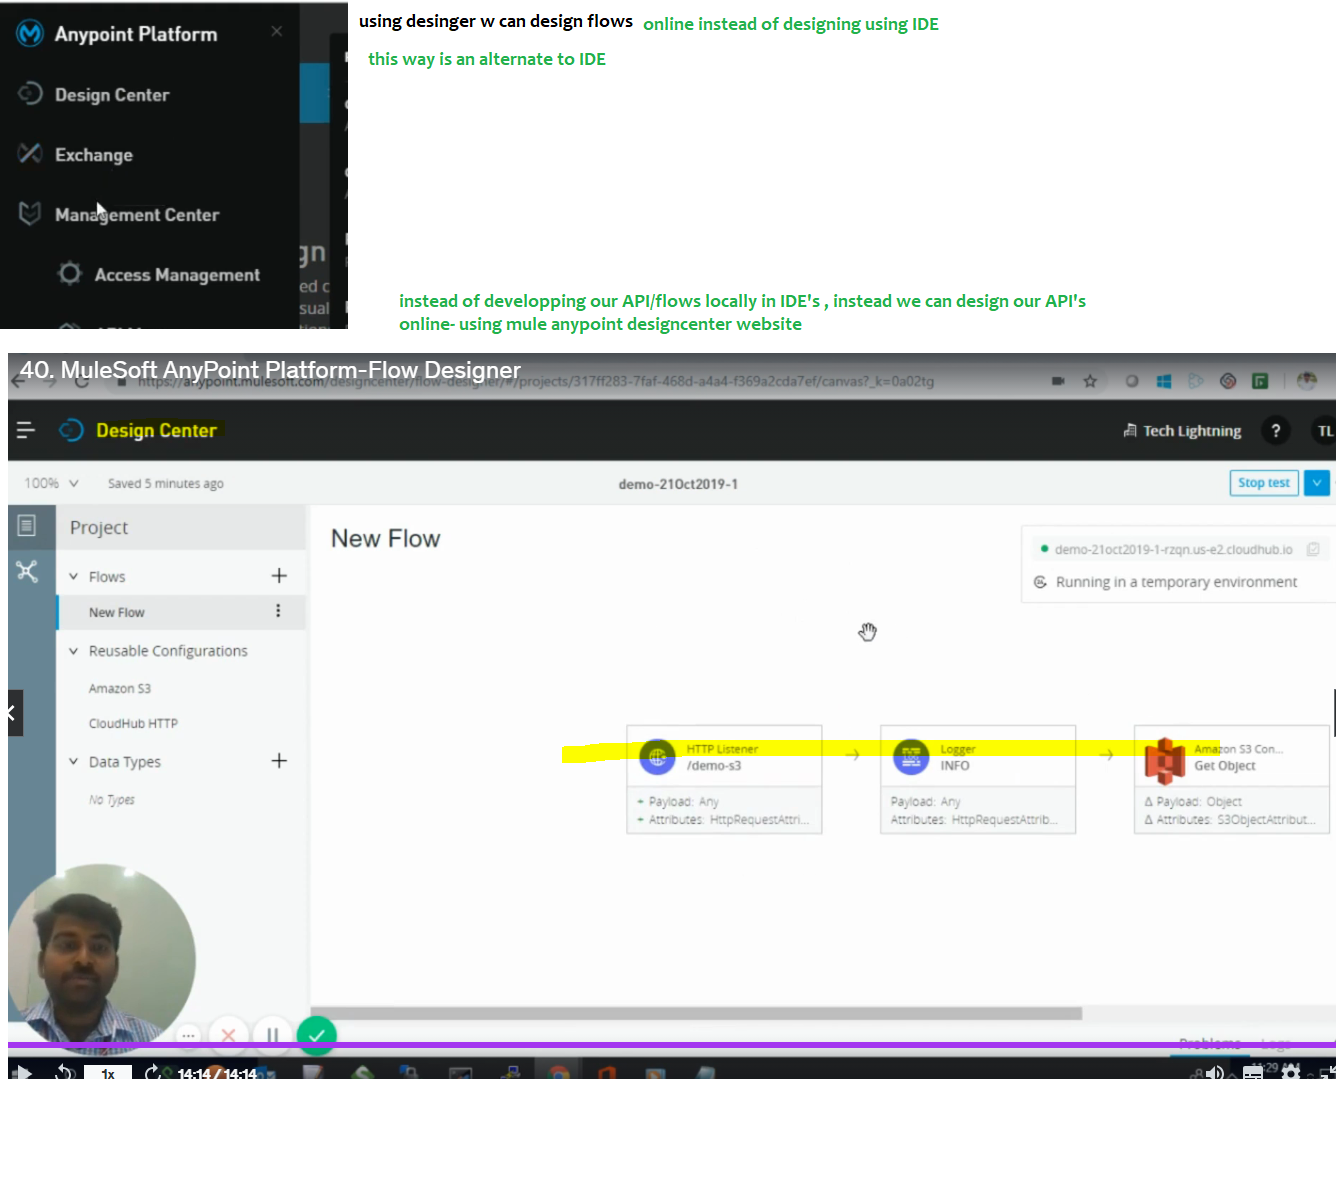 Anypoint Platform
Design Center
Exchange
Management Center
Access Management
gn
ed c
sual
using desinger w can design flows online instead of designing using IDE
this way is an alternate to IDE
instead of developping our API/flows locally in IDE's , instead we can design our API's
online- using mule anypoint designcenter website
40. MuleSoft AnyPoint Platform-Flow Designer
https://anypoint.mulesoft.com/designcenter/flow-designer/#/projects/317ff283-7faf-468d-a4a4-f369a2cda7ef/canvas?_k=0a02tg
Design Center
Tech Lightning
?
TL
100%
Saved 5 minutes ago
demo-21Oct2019-1
Stop test
Project
New Flow
demo-21oct2019-1-rzqn.us-e2.cloudhub.io
Running in a temporary environment
Flows
New Flow
Reusable Configurations
Amazon S3
CloudHub HTTP
Data Types
No Types
HTTP Listener
/demo-s3
+ Payload: Any
+ Attributes: HttpRequestAttri...
Logger
INFO
Payload: Any
Attributes: HttpRequestAttrib...
Amazon S3 Con...
Get Object
Δ Payload: Object
Δ Attributes: S3ObjectAttribut...
Problems
Logs
1x
14:14 / 14:14